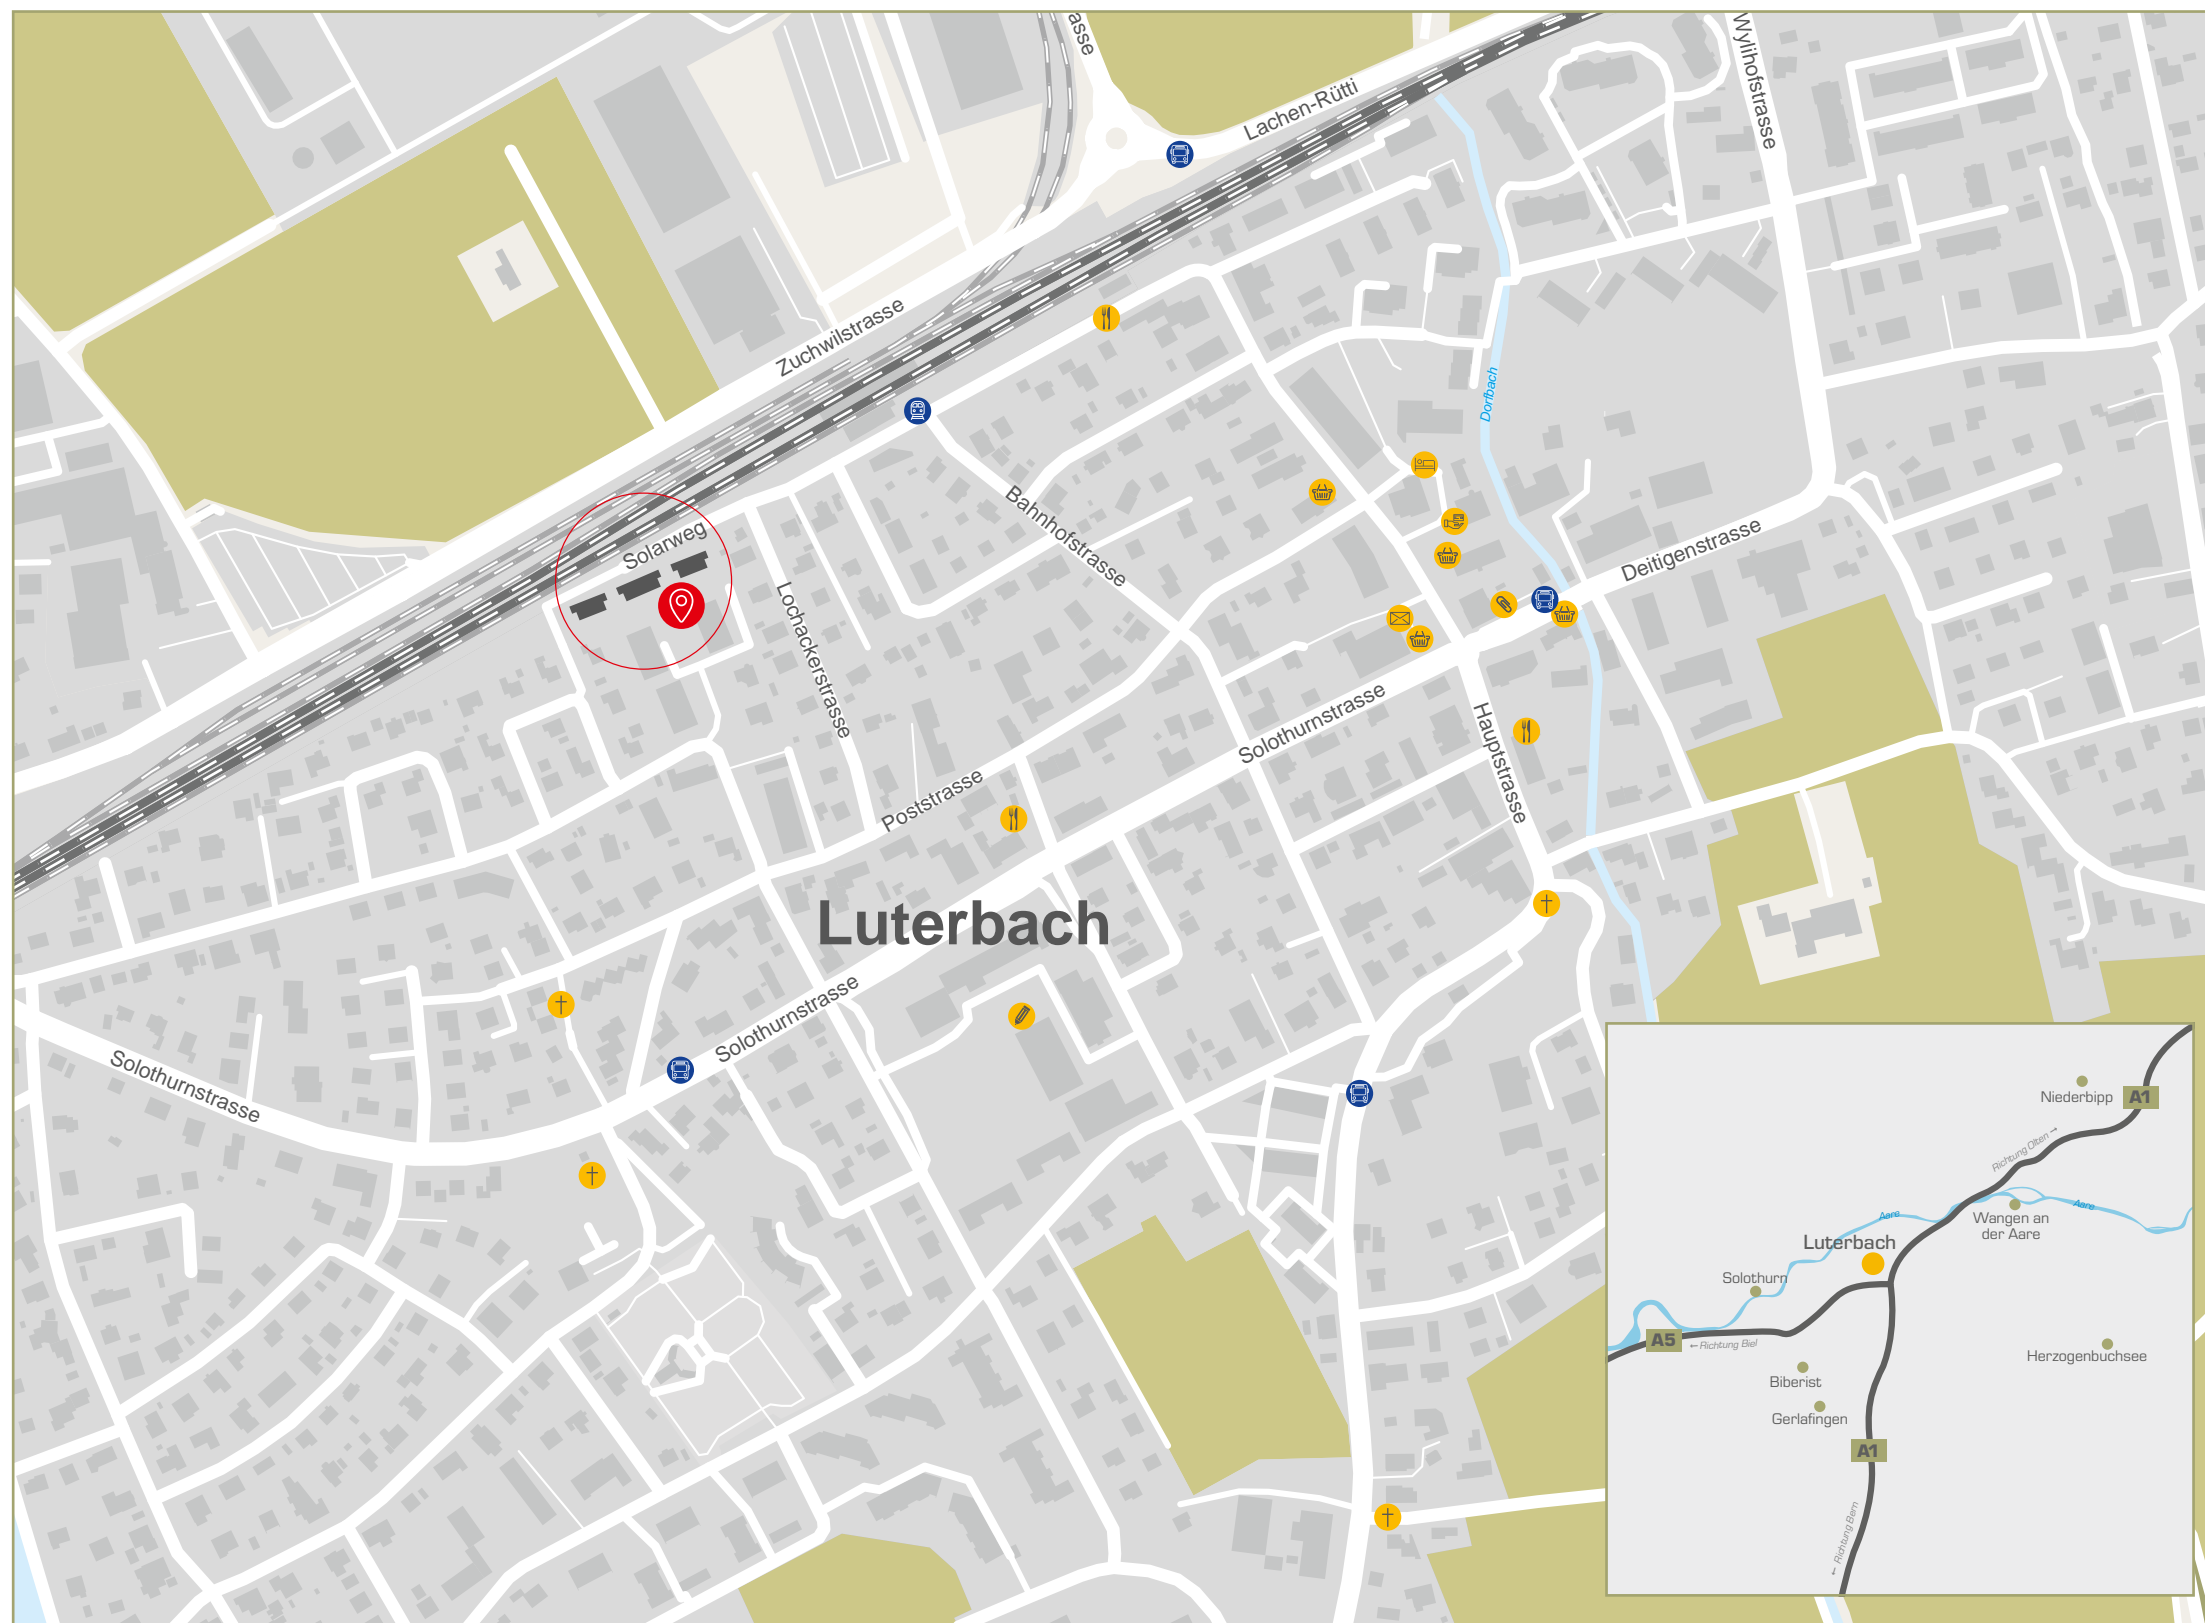 asse
Lachen-Rütti
Wylihofstrasse
Zuchwilstrasse
Dorfbach
Bahnhofstrasse
Solarweg
Deitigenstrasse
Lochackerstrasse
Solothurnstrasse
Hauptstrasse
Poststrasse
Luterbach
Solothurnstrasse
Solothurnstrasse
Niederbipp
A1
Richtung Olten →
Aare
Aare
Wangen an
der Aare
Luterbach
Solothurn
A5
← Richtung Biel
Herzogenbuchsee
Biberist
Gerlafingen
A1
← Richtung Bern